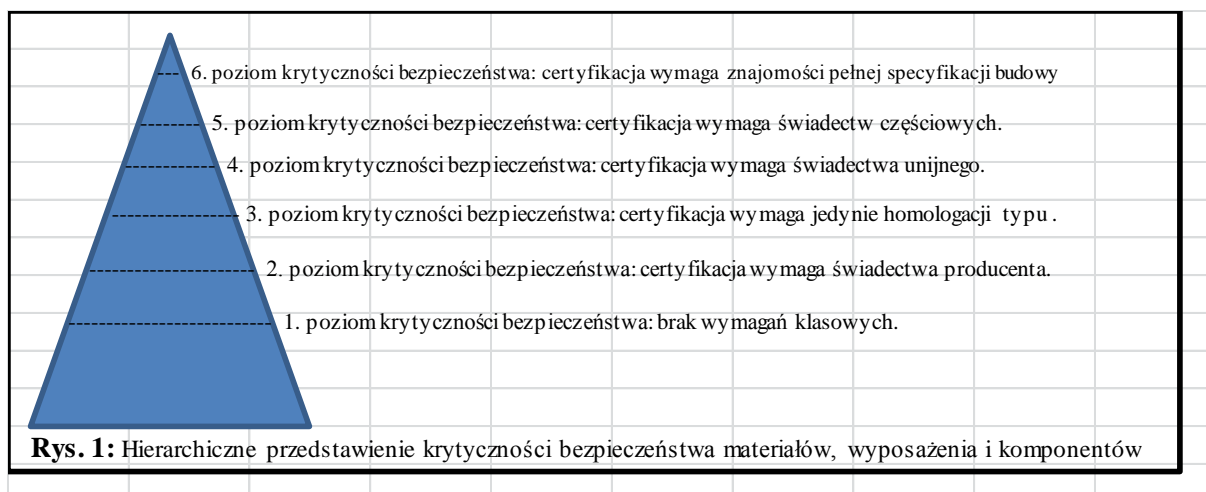 6. poziom krytyczności bezpieczeństwa: certyfikacja wymaga znajomości pełnej specyfikacji budowy
5. poziom krytyczności bezpieczeństwa: certyfikacja wymaga świadectw częściowych.
4. poziom krytyczności bezpieczeństwa: certyfikacja wymaga świadectwa unijnego.
3. poziom krytyczności bezpieczeństwa: certyfikacja wymaga jedynie homologacji typu .
2. poziom krytyczności bezpieczeństwa: certyfikacja wymaga świadectwa producenta.
1. poziom krytyczności bezpieczeństwa: brak wymagań klasowych.
Rys. 1: Hierarchiczne przedstawienie krytyczności bezpieczeństwa materiałów, wyposażenia i komponentów